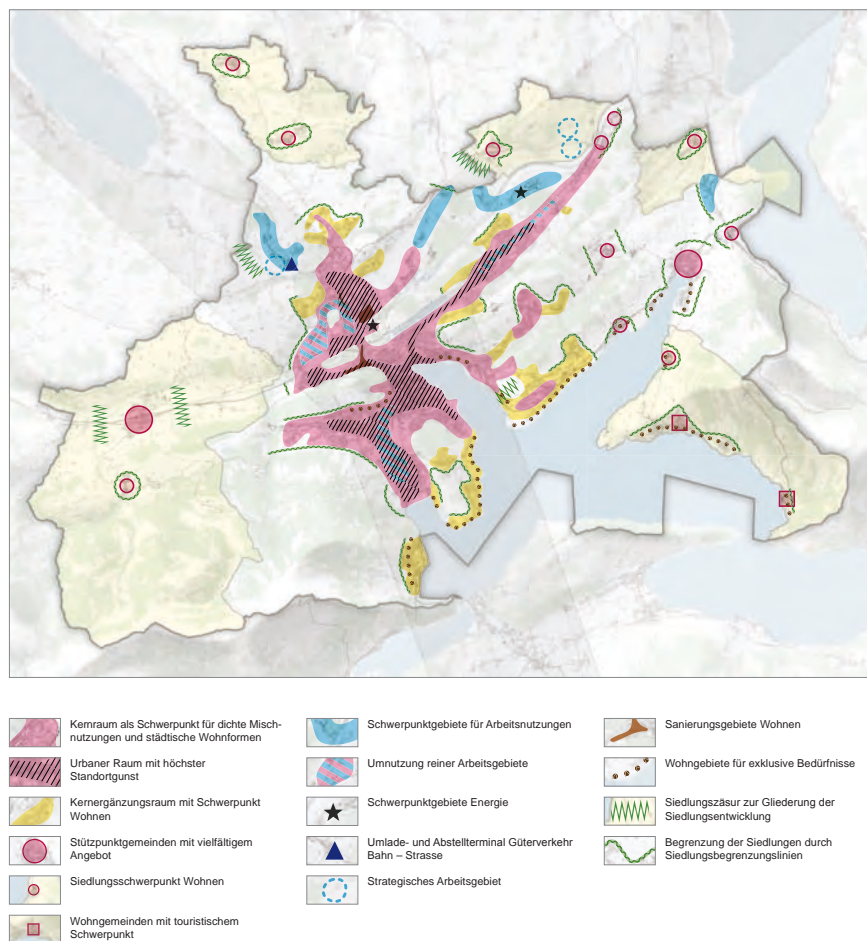 Kernraum als Schwerpunkt für dichte Misch-
nutzungen und städtische Wohnformen
Urbaner Raum mit höchster
Standortgunst
Kernergänzungsraum mit Schwerpunkt
Wohnen
Stützpunktgemeinden mit vielfältigem
Angebot
Siedlungsschwerpunkt Wohnen
Wohngemeinden mit touristischem
Schwerpunkt
Schwerpunktgebiete für Arbeitsnutzungen
Umnutzung reiner Arbeitsgebiete
Schwerpunktgebiete Energie
Umlade- und Abstellterminal Güterverkehr
Bahn – Strasse
Strategisches Arbeitsgebiet
Sanierungsgebiete Wohnen
Wohngebiete für exklusive Bedürfnisse
Siedlungszäsur zur Gliederung der
Siedlungsentwicklung
Begrenzung der Siedlungen durch
Siedlungsbegrenzungslinien